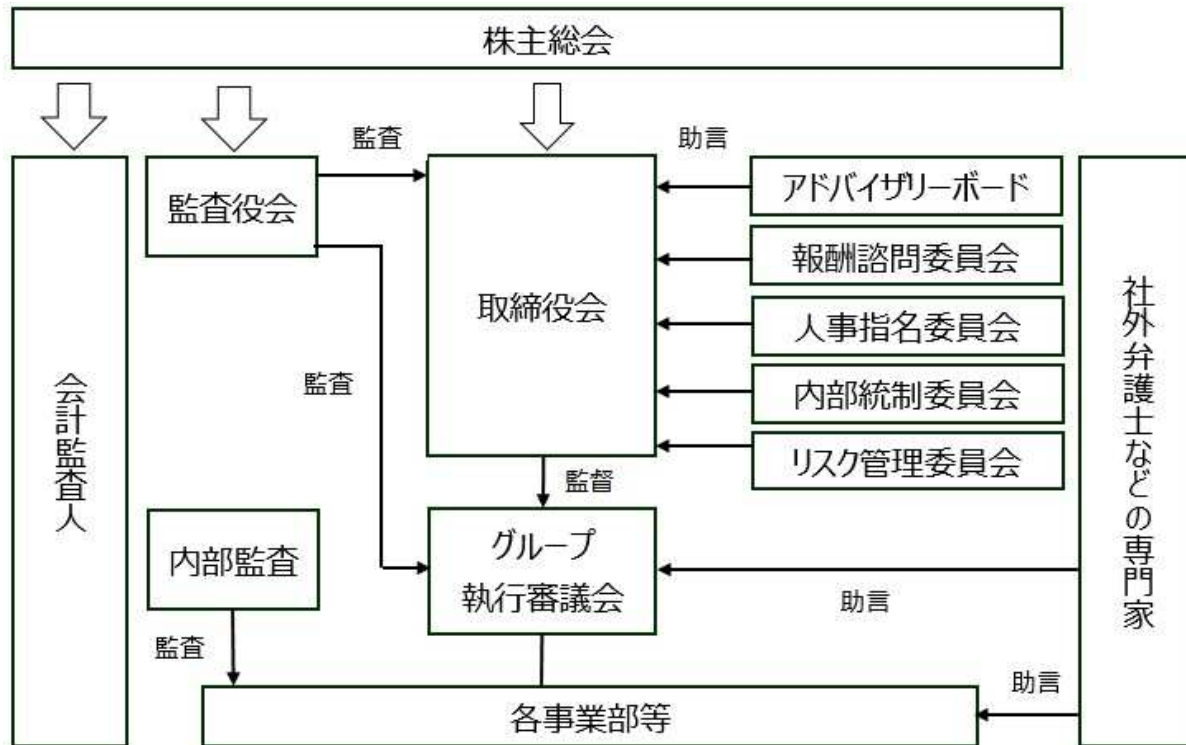 株主総会
監査
助言
監査役会
アドバイザリーボード
報酬諮問委員会
取締役会
人事指名委員会
内部統制委員会
リスク管理委員会
監査
監督
会計監査人
社外弁護士などの専門家
内部監査
グループ
執行審議会
助言
監査
助言
各事業部等